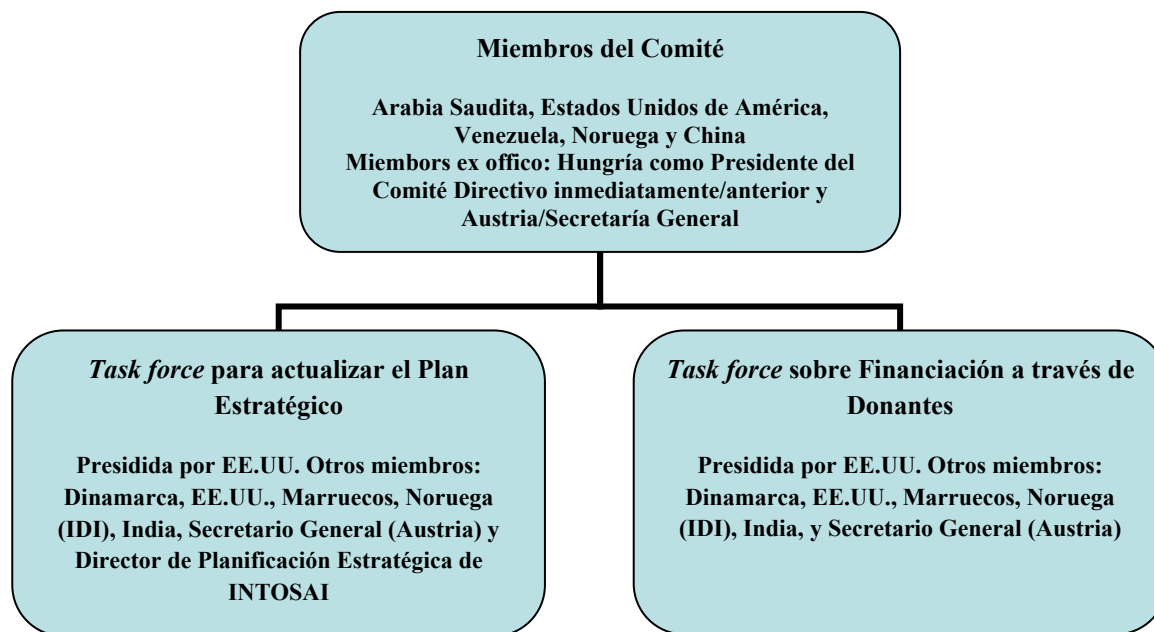 Miembros del Comité
Arabia Saudita, Estados Unidos de América,
Venezuela, Noruega y China
Miembors ex offico: Hungría como Presidente del
Comité Directivo inmediatamente/anterior y
Austria/Secretaría General
Task force para actualizar el Plan
Estratégico
Presidida por EE.UU. Otros miembros:
Dinamarca, EE.UU., Marruecos, Noruega
(IDI), India, Secretario General (Austria) y
Director de Planificación Estratégica de
INTOSAI
Task force sobre Financiación a través de
Donantes
Presidida por EE.UU. Otros miembros:
Dinamarca, EE.UU., Marruecos, Noruega
(IDI), India, y Secretario General (Austria)